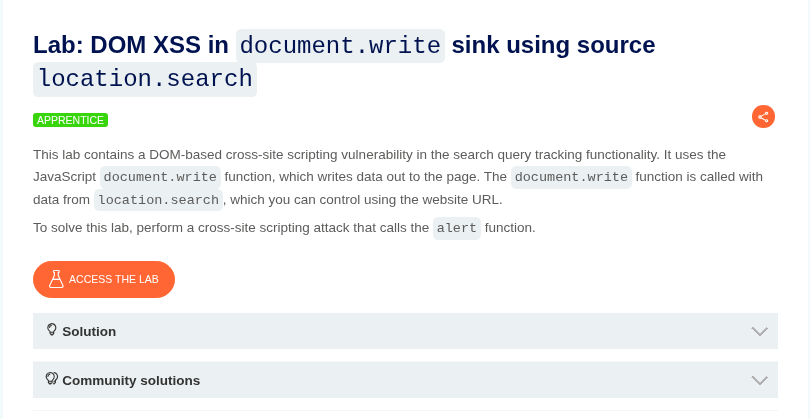 Lab: DOM XSS in document.write sink using source
location.search
APPRENTICE
This lab contains a DOM-based cross-site scripting vulnerability in the search query tracking functionality. It uses the
JavaScript document.write function, which writes data out to the page. The document.write function is called with
data from location.search, which you can control using the website URL.
To solve this lab, perform a cross-site scripting attack that calls the alert function.
ACCESS THE LAB
Solution
Community solutions